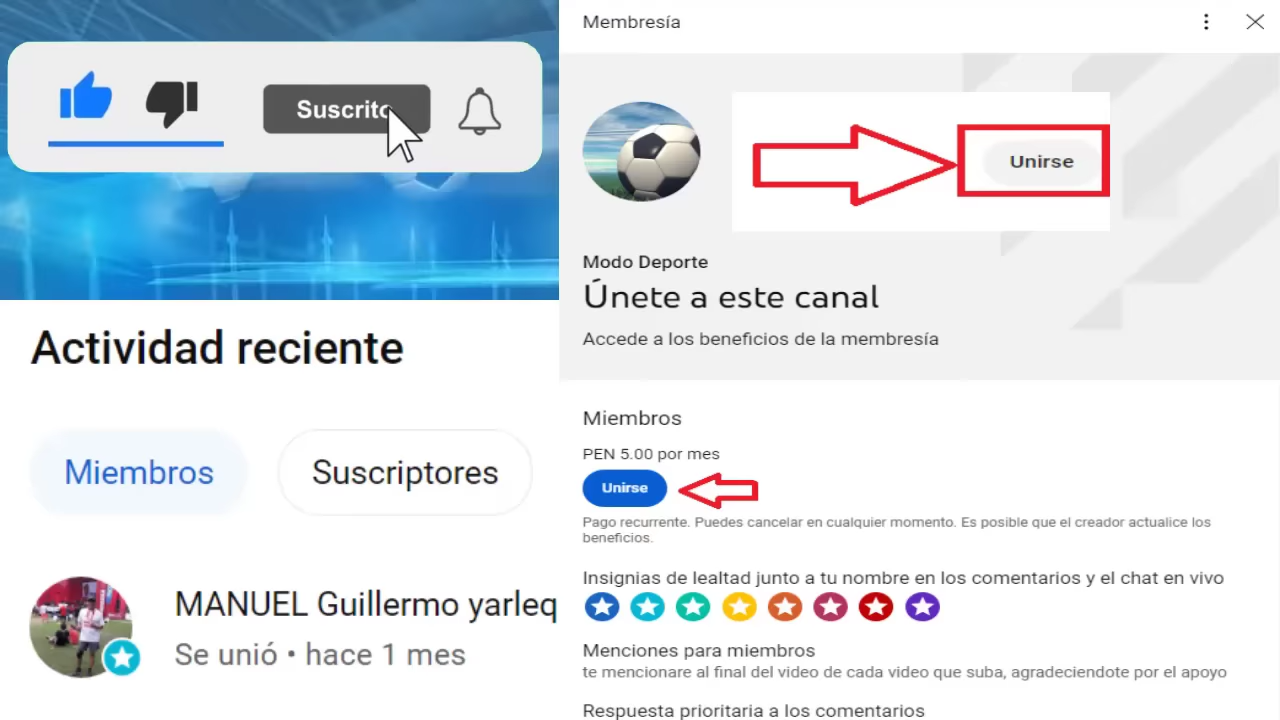 Suscrito
Actividad reciente
Miembros
Suscriptores
MANUEL Guillermo yarleq
Se unió • hace 1 mes
Membresía
Unirse
Modo Deporte
Únete a este canal
Accede a los beneficios de la membresía
Miembros
PEN 5.00 por mes
Unirse
Pago recurrente. Puedes cancelar en cualquier momento. Es posible que el creador actualice los
beneficios.
Insignias de lealtad junto a tu nombre en los comentarios y el chat en vivo
Menciones para miembros
te mencionare al final del video de cada video que suba, agradeciendote por el apoyo
Respuesta prioritaria a los comentarios